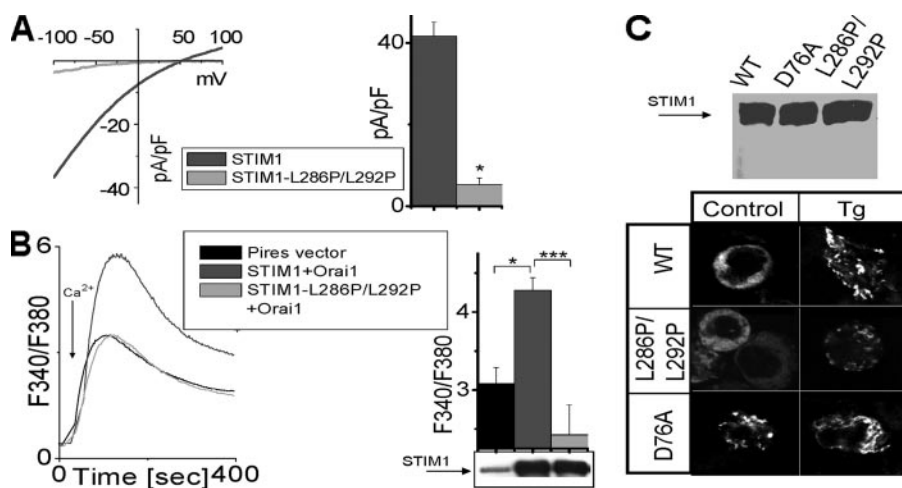 A
-100 -50 50 100
mV
-20
-40
pA/pF
STIM1
STIM1-L286P/L292P
40
0
pA/pF
*
B
6
0
F340/F380
Ca2+
0 Time [sec] 400
Pires vector
STIM1+Orai1
STIM1-L286P/L292P
+Orai1
* ***
4
3
F340/F380
STIM1
C
WT D76A L286P/
L292P
STIM1
Control Tg
WT
L286P/
L292P
D76A